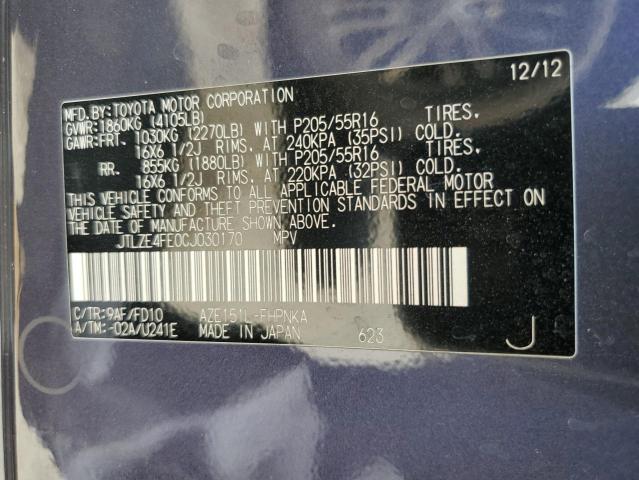 12/12
MFD. BY: TOYOTA MOTOR CORPORATION
GVWR: 1860KG (4105LB)
GAWR: FRT. 1030KG (2270LB) WITH P205/55R16 TIRES.
16X6 1/2J RIMS. AT 240KPA (35PSI) COLD.
RR. 855KG (1880LB) WITH P205/55R16 TIRES.
16X6 1/2J RIMS. AT 220KPA (32PSI) COLD.
THIS VEHICLE CONFORMS TO ALL APPLICABLE FEDERAL MOTOR
VEHICLE SAFETY AND THEFT PREVENTION STANDARDS IN EFFECT ON
THE DATE OF MANUFACTURE SHOWN ABOVE.
JTLZE4FE0CJ030170 MPV
C/TR: 9AF/FD10 AZE151L-FHPNKA
A/TM: -02A/U241E MADE IN JAPAN 623 J